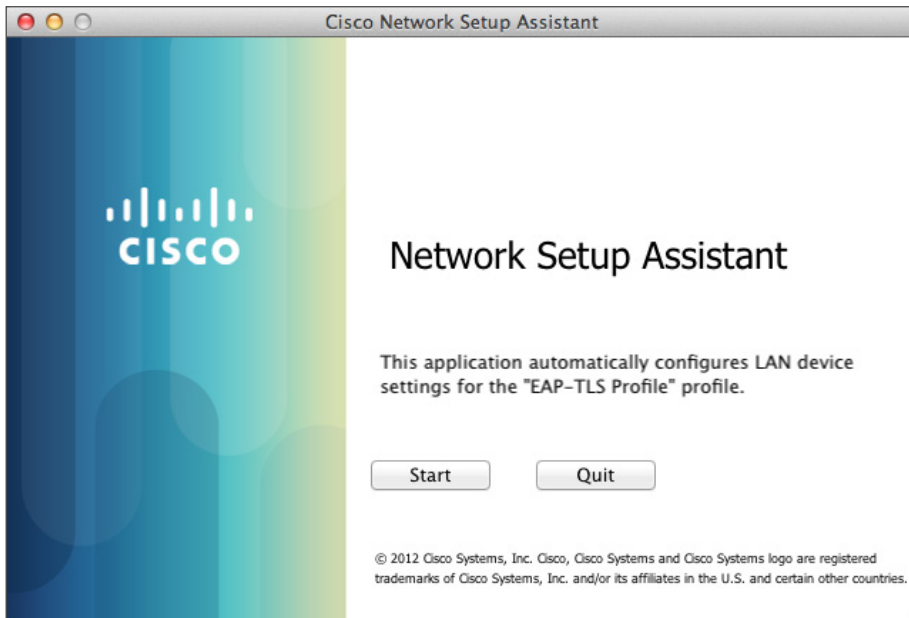 Cisco Network Setup Assistant
CISCO
Network Setup Assistant
This application automatically configures LAN device
settings for the "EAP-TLS Profile" profile.
Start
Quit
© 2012 Cisco Systems, Inc. Cisco, Cisco Systems and Cisco Systems logo are registered
trademarks of Cisco Systems, Inc. and/or its affiliates in the U.S. and certain other countries.